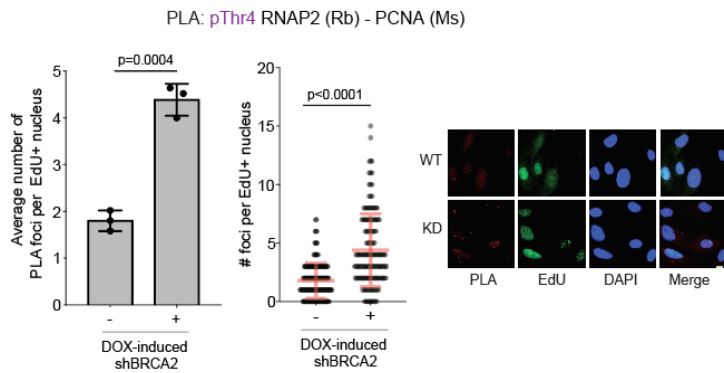 PLA: pThr4 RNAP2 (Rb) - PCNA (Ms)
p=0.0004
Average number of
PLA foci per EdU+ nucleus
5
4
3
2
1
0
- +
DOX-induced
shBRCA2
p<0.0001
# foci per EdU+ nucleus
20
15
10
5
0
- +
DOX-induced
shBRCA2
WT
KD
PLA EdU DAPI Merge